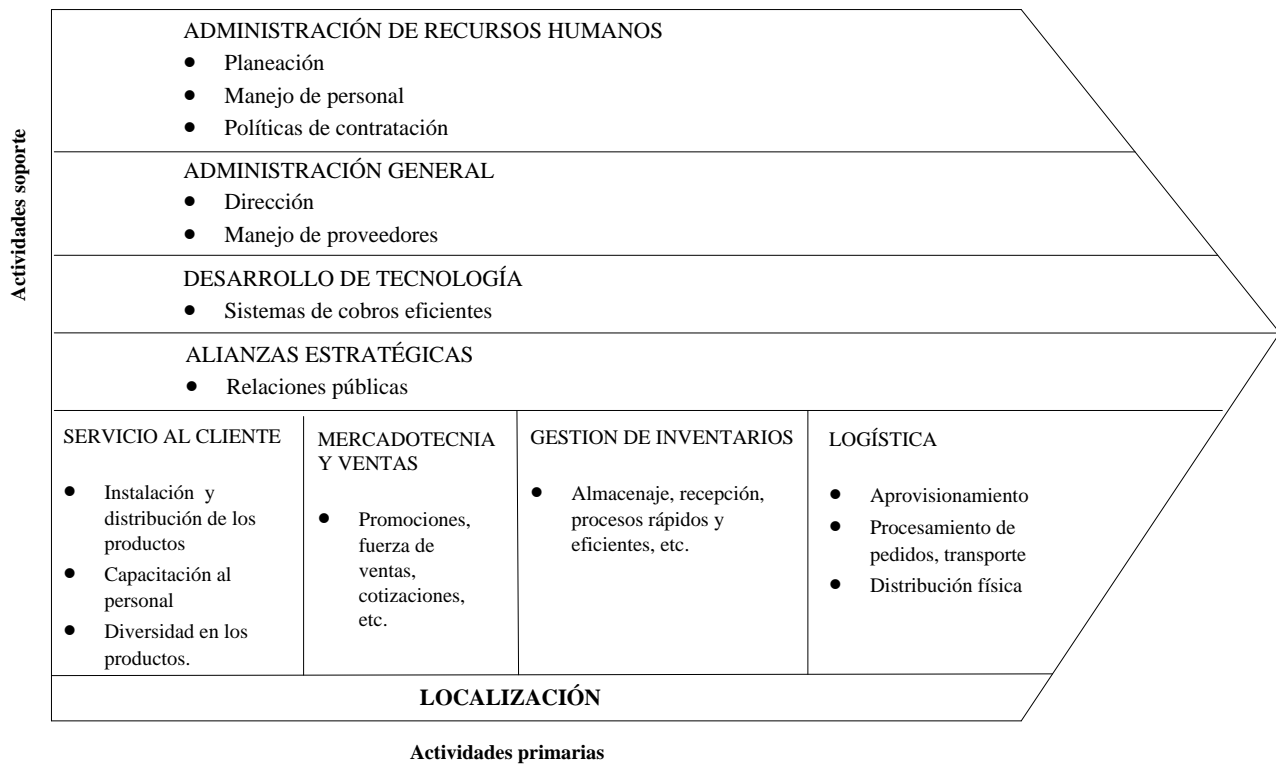 Actividades soporte
ADMINISTRACIÓN DE RECURSOS HUMANOS
● Planeación
● Manejo de personal
● Políticas de contratación
ADMINISTRACIÓN GENERAL
● Dirección
● Manejo de proveedores
DESARROLLO DE TECNOLOGÍA
● Sistemas de cobros eficientes
ALIANZAS ESTRATÉGICAS
● Relaciones públicas
SERVICIO AL CLIENTE
● Instalación y
distribución de los
productos
● Capacitación al
personal
● Diversidad en los
productos.
MERCADOTECNIA
Y VENTAS
● Promociones,
fuerza de
ventas,
cotizaciones,
etc.
GESTION DE INVENTARIOS
● Almacenaje, recepción,
procesos rápidos y
eficientes, etc.
LOGÍSTICA
● Aprovisionamiento
● Procesamiento de
pedidos, transporte
● Distribución física
LOCALIZACIÓN
Actividades primarias